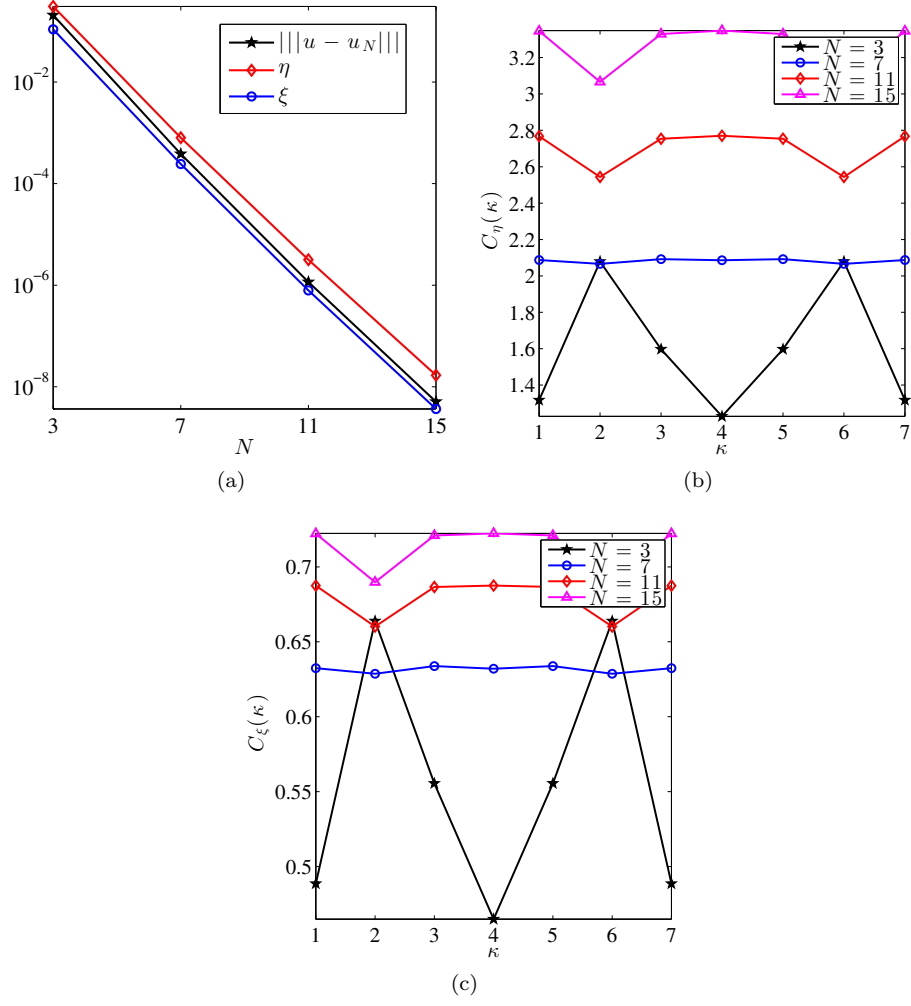 10^{-2}
10^{-4}
10^{-6}
10^{-8}
3 7 11 15
N
|||u − u_N|||
η
ξ
(a)
3.2
3
2.8
2.6
2.4
2.2
2
1.8
1.6
1.4
C_η(κ)
1 2 3 4 5 6 7
κ
N = 3
N = 7
N = 11
N = 15
(b)
0.7
0.65
0.6
0.55
0.5
C_ξ(κ)
1 2 3 4 5 6 7
κ
N = 3
N = 7
N = 11
N = 15
(c)